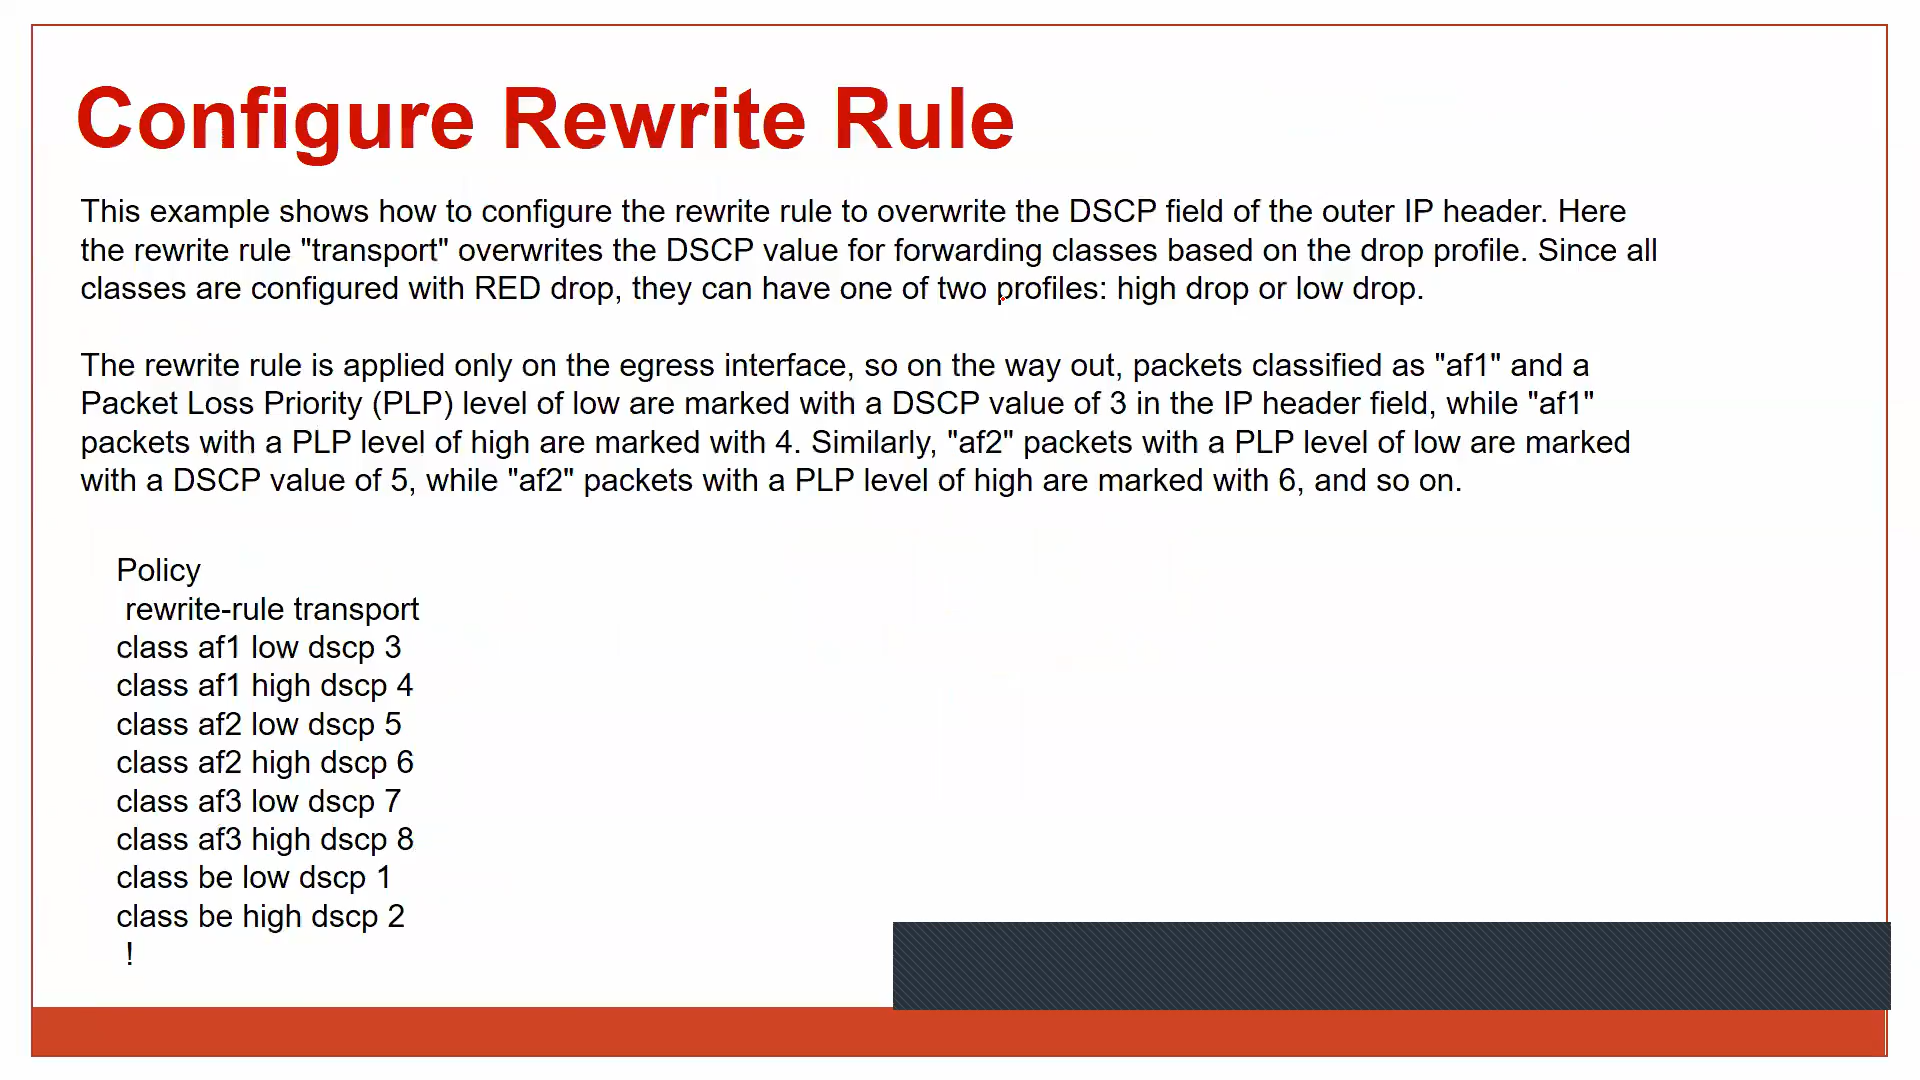 Configure Rewrite Rule
This example shows how to configure the rewrite rule to overwrite the DSCP field of the outer IP header. Here
the rewrite rule "transport" overwrites the DSCP value for forwarding classes based on the drop profile. Since all
classes are configured with RED drop, they can have one of two profiles: high drop or low drop.
The rewrite rule is applied only on the egress interface, so on the way out, packets classified as "af1" and a
Packet Loss Priority (PLP) level of low are marked with a DSCP value of 3 in the IP header field, while "af1"
packets with a PLP level of high are marked with 4. Similarly, "af2" packets with a PLP level of low are marked
with a DSCP value of 5, while "af2" packets with a PLP level of high are marked with 6, and so on.
Policy
rewrite-rule transport
class af1 low dscp 3
class af1 high dscp 4
class af2 low dscp 5
class af2 high dscp 6
class af3 low dscp 7
class af3 high dscp 8
class be low dscp 1
class be high dscp 2
!